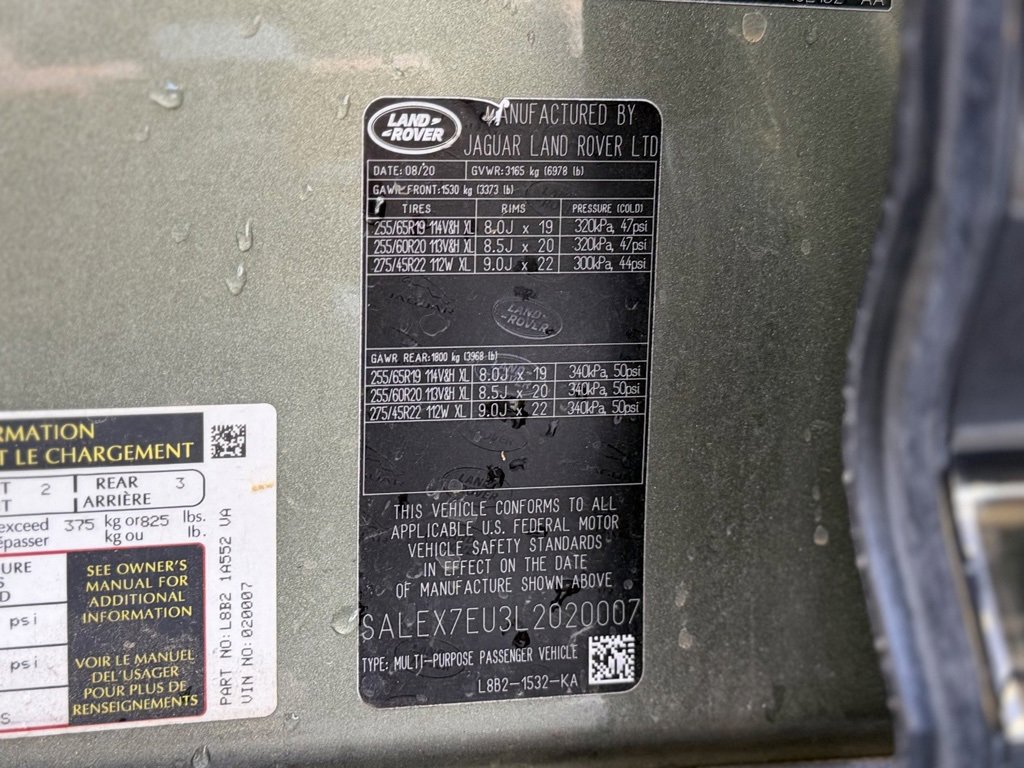 LAND-
-ROVER
MANUFACTURED BY
JAGUAR LAND ROVER LTD
DATE: 08/20 GVWR: 3165 kg (6978 lb)
GAWR FRONT: 1530 kg (3373 lb)
TIRES RIMS PRESSURE (COLD)
255/65R19 114V&H XL 8.0J x 19 320kPa, 47psi
255/60R20 113V&H XL 8.5J x 20 320kPa, 47psi
275/45R22 112W XL 9.0J x 22 300kPa, 44psi
JAGUAR
LAND-
-ROVER
GAWR REAR: 1800 kg (3968 lb)
255/65R19 114V&H XL 8.0J x 19 340kPa, 50psi
255/60R20 113V&H XL 8.5J x 20 340kPa, 50psi
275/45R22 112W XL 9.0J x 22 340kPa, 50psi
THIS VEHICLE CONFORMS TO ALL
APPLICABLE U.S. FEDERAL MOTOR
VEHICLE SAFETY STANDARDS
IN EFFECT ON THE DATE
OF MANUFACTURE SHOWN ABOVE
SALEX7EU3L2020007
TYPE: MULTI-PURPOSE PASSENGER VEHICLE
L8B2-1532-KA
RMATION
T LE CHARGEMENT
T 2 REAR 3
T ARRIÈRE
exceed 375 kg or 825 lbs.
épasser kg ou lb.
URE
S
D
psi
psi
S
SEE OWNER'S
MANUAL FOR
ADDITIONAL
INFORMATION
VOIR LE MANUEL
DEL'USAGER
POUR PLUS DE
RENSEIGNEMENTS
PART NO: L8B2 1A552 VA
VIN NO: 020007